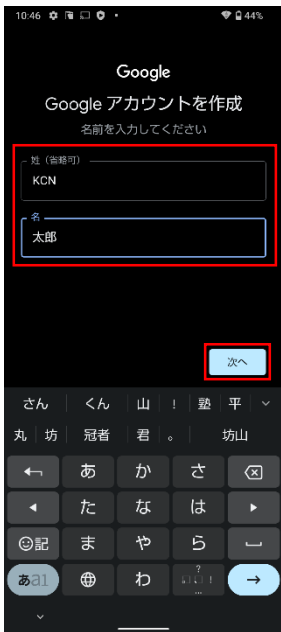 10:46 44%
Google
Google アカウントを作成
名前を入力してください
姓（省略可）
KCN
名
太郎
次へ
さん くん 山 ! 塾 平
丸 坊 冠者 君 。 坊山
あ か さ
た な は
☺記 ま や ら
あa1 わ 、。?!…